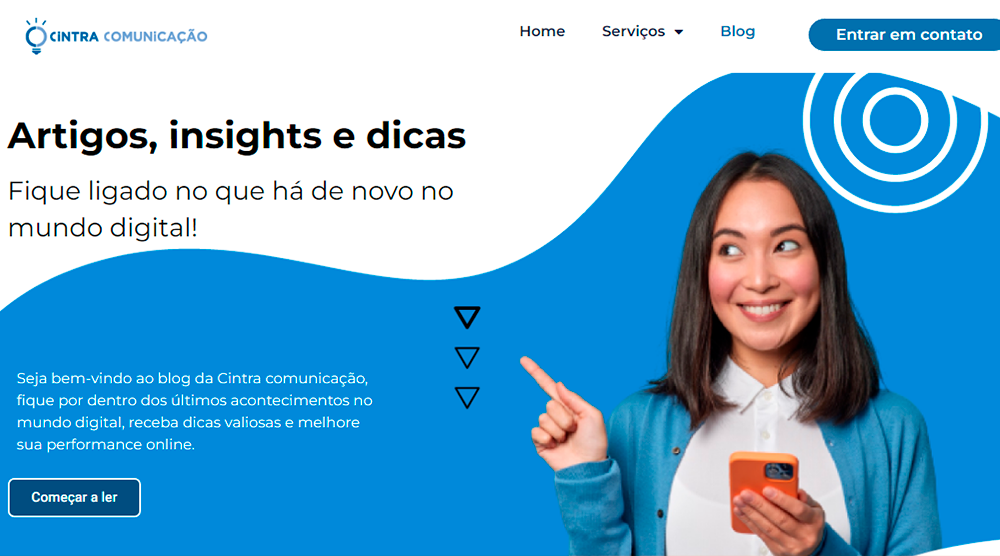 CINTRA COMUNICAÇÃO
Home Serviços Blog Entrar em contato
Artigos, insights e dicas
Fique ligado no que há de novo no
mundo digital!
Seja bem-vindo ao blog da Cintra comunicação,
fique por dentro dos últimos acontecimentos no
mundo digital, receba dicas valiosas e melhore
sua performance online.
Começar a ler